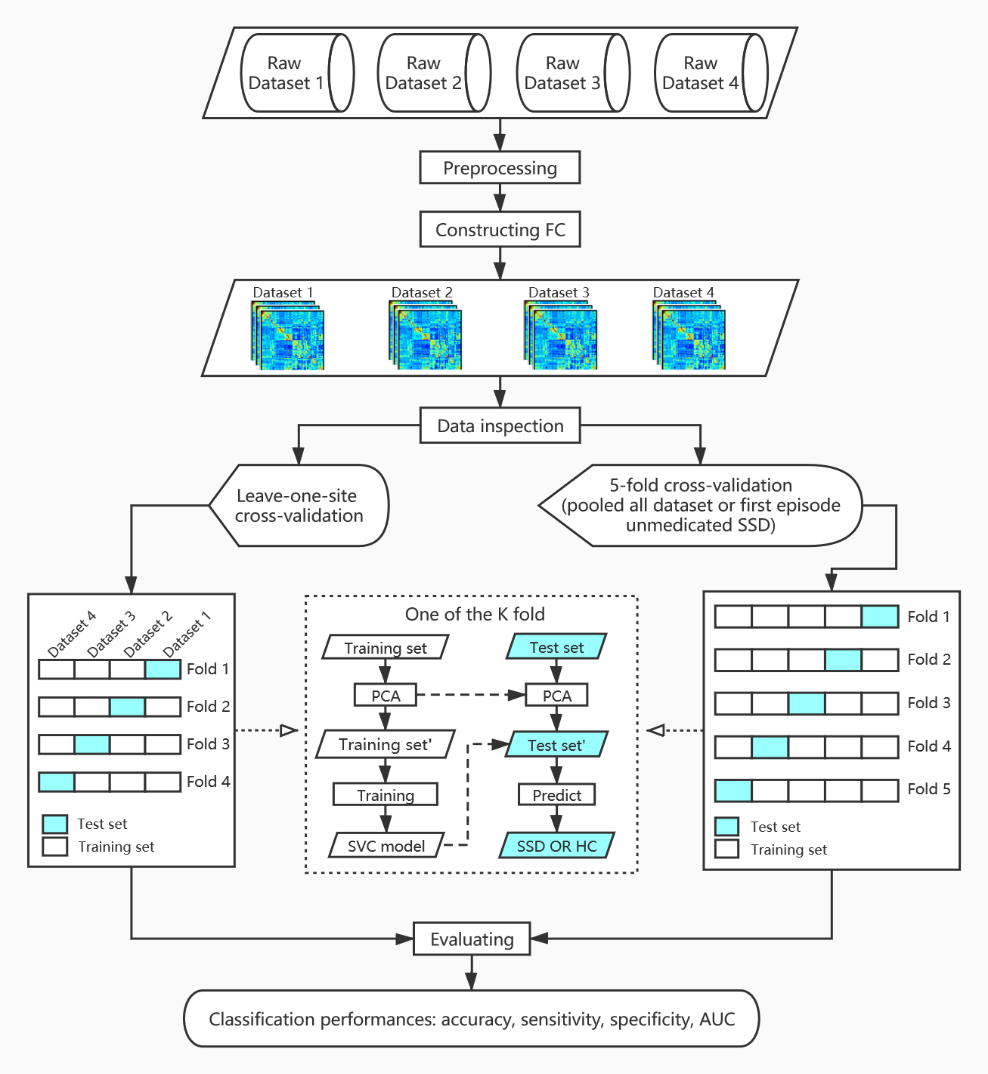 Raw
Dataset 1
Raw
Dataset 2
Raw
Dataset 3
Raw
Dataset 4
Preprocessing
Constructing FC
Dataset 1
Dataset 2
Dataset 3
Dataset 4
Data inspection
Leave-one-site
cross-validation
5-fold cross-validation
(pooled all dataset or first episode
unmedicated SSD)
Dataset 4
Dataset 3
Dataset 2
Dataset 1
Fold 1
Fold 2
Fold 3
Fold 4
Test set
Training set
One of the K fold
Training set
Test set
PCA
PCA
Training set'
Test set'
Training
Predict
SVC model
SSD OR HC
Fold 1
Fold 2
Fold 3
Fold 4
Fold 5
Test set
Training set
Evaluating
Classification performances: accuracy, sensitivity, specificity, AUC